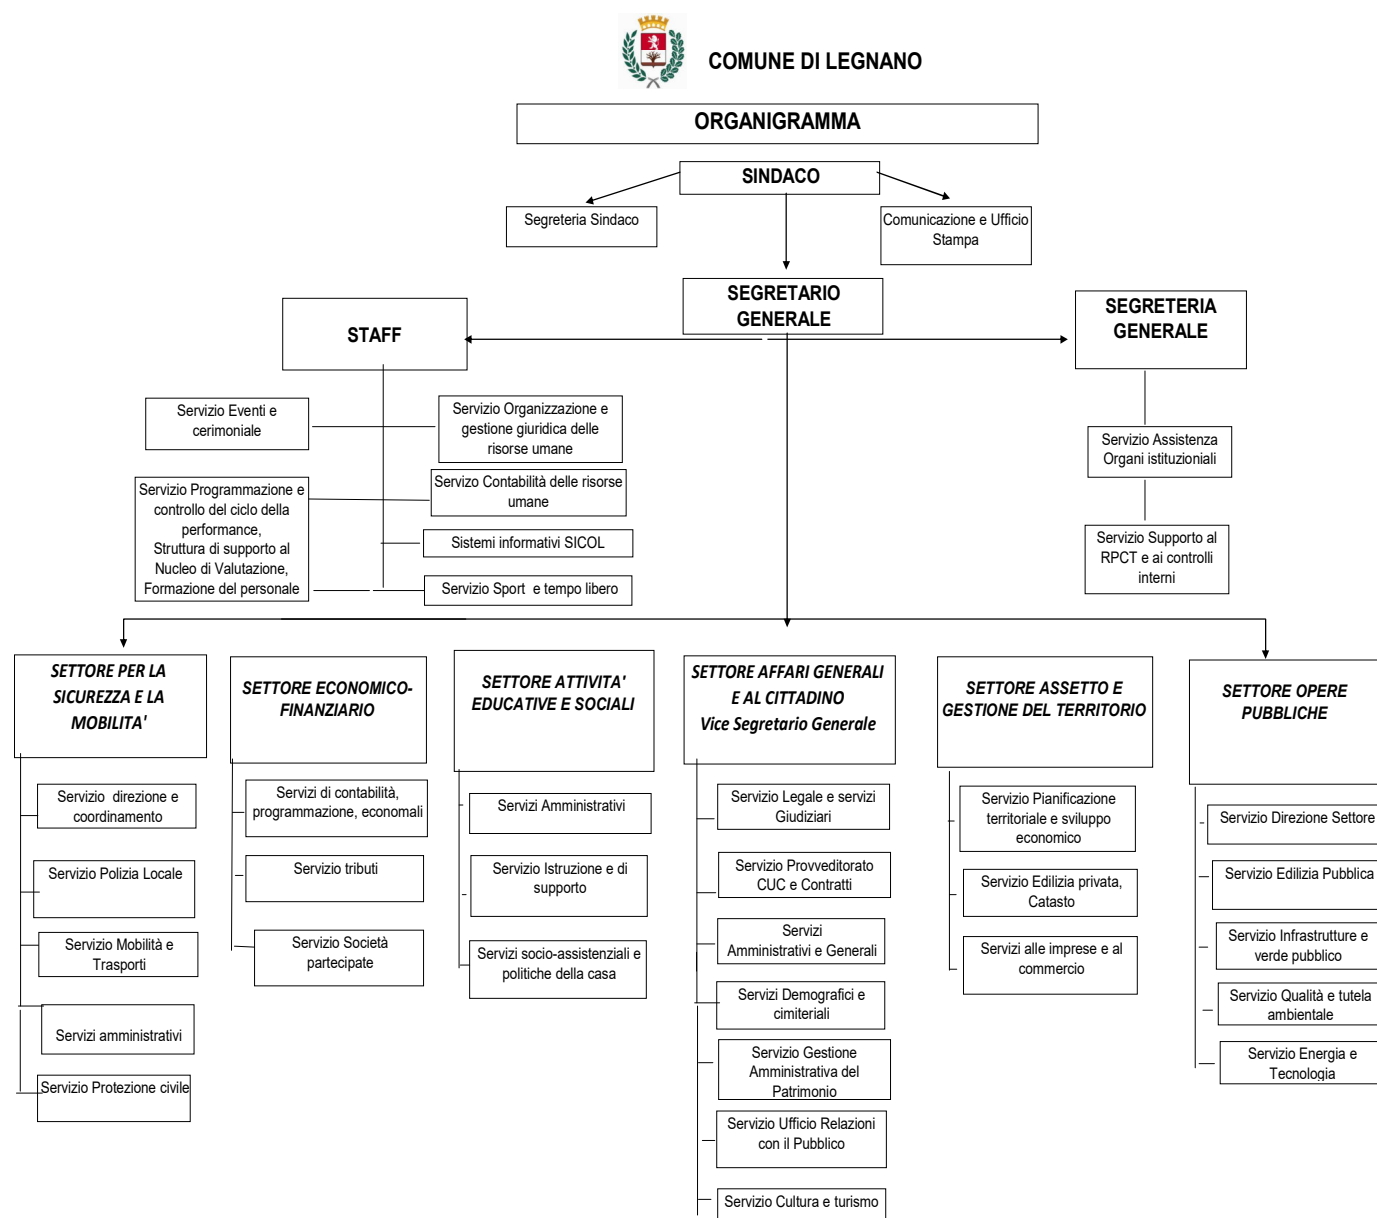 COMUNE DI LEGNANO
ORGANIGRAMMA
SINDACO
Segreteria Sindaco
Comunicazione e Ufficio
Stampa
SEGRETARIO
GENERALE
STAFF
SEGRETERIA
GENERALE
Servizio Eventi e
cerimoniale
Servizio Organizzazione e
gestione giuridica delle
risorse umane
Servizio Programmazione e
controllo del ciclo della
performance,
Struttura di supporto al
Nucleo di Valutazione,
Formazione del personale
Servizo Contabilità delle risorse
umane
Sistemi informativi SICOL
Servizio Sport e tempo libero
Servizio Assistenza
Organi istituzioniali
Servizio Supporto al
RPCT e ai controlli
interni
SETTORE PER LA
SICUREZZA E LA
MOBILITA'
Servizio direzione e
coordinamento
Servizio Polizia Locale
Servizio Mobilità e
Trasporti
Servizi amministrativi
Servizio Protezione civile
SETTORE ECONOMICO-
FINANZIARIO
Servizi di contabilità,
programmazione, economali
Servizio tributi
Servizio Società
partecipate
SETTORE ATTIVITA'
EDUCATIVE E SOCIALI
Servizi Amministrativi
Servizio Istruzione e di
supporto
Servizi socio-assistenziali e
politiche della casa
SETTORE AFFARI GENERALI
E AL CITTADINO
Vice Segretario Generale
Servizio Legale e servizi
Giudiziari
Servizio Provveditorato
CUC e Contratti
Servizi
Amministrativi e Generali
Servizi Demografici e
cimiteriali
Servizio Gestione
Amministrativa del
Patrimonio
Servizio Ufficio Relazioni
con il Pubblico
Servizio Cultura e turismo
SETTORE ASSETTO E
GESTIONE DEL TERRITORIO
Servizio Pianificazione
territoriale e sviluppo
economico
Servizio Edilizia privata,
Catasto
Servizi alle imprese e al
commercio
SETTORE OPERE
PUBBLICHE
Servizio Direzione Settore
Servizio Edilizia Pubblica
Servizio Infrastrutture e
verde pubblico
Servizio Qualità e tutela
ambientale
Servizio Energia e
Tecnologia